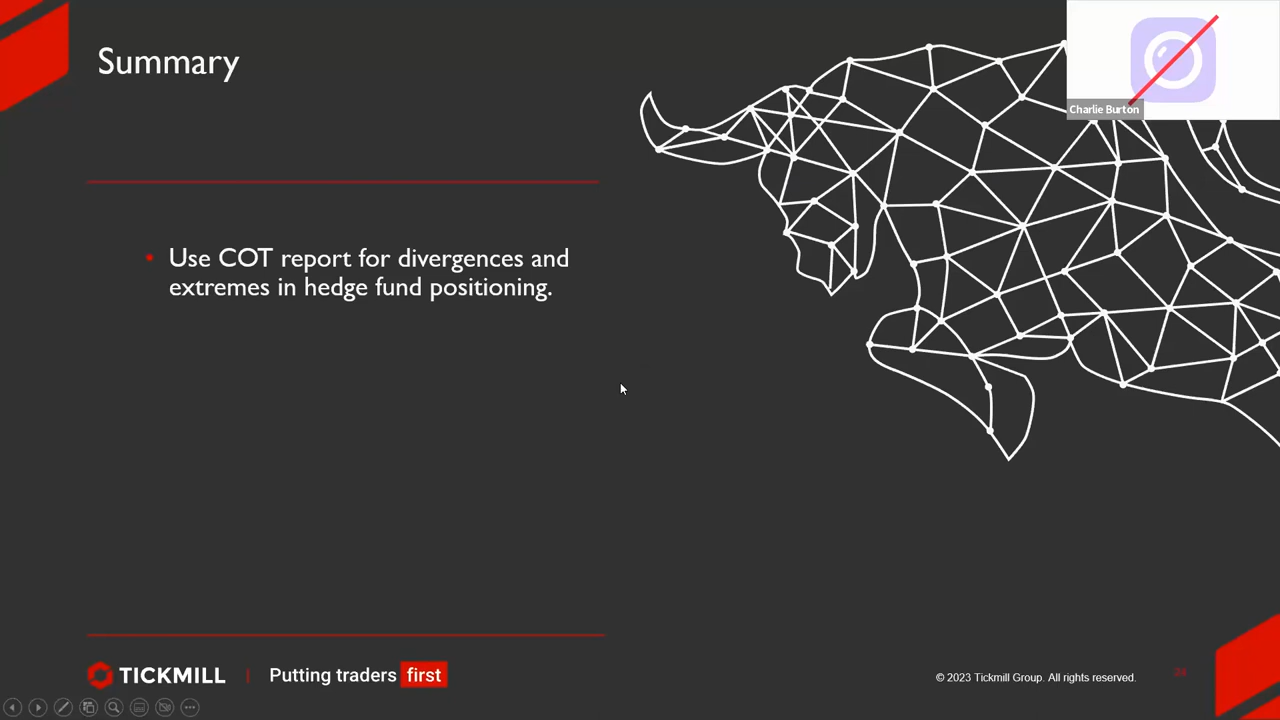 Summary
Charlie Burton
Use COT report for divergences and
extremes in hedge fund positioning.
TICKMILL
Putting traders first
© 2023 Tickmill Group. All rights reserved.